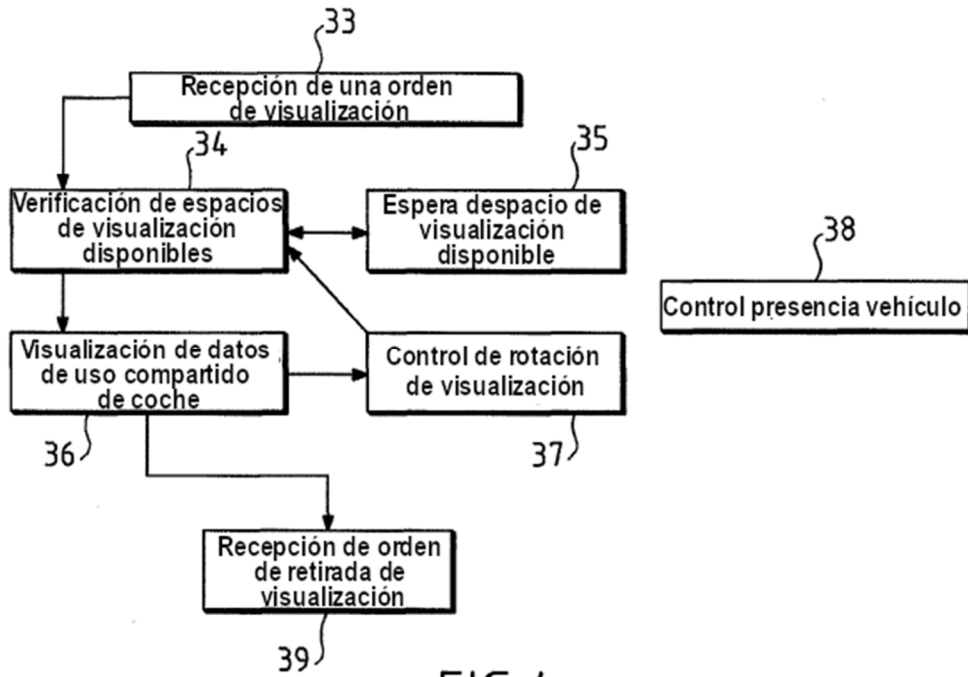 33
Recepción de una orden
de visualización
34
Verificación de espacios
de visualización
disponibles
35
Espera despacio de
visualización
disponible
38
Control presencia vehículo
Visualización de datos
de uso compartido
de coche
36
Control de rotación
de visualización
37
Recepción de orden
de retirada de
visualización
39